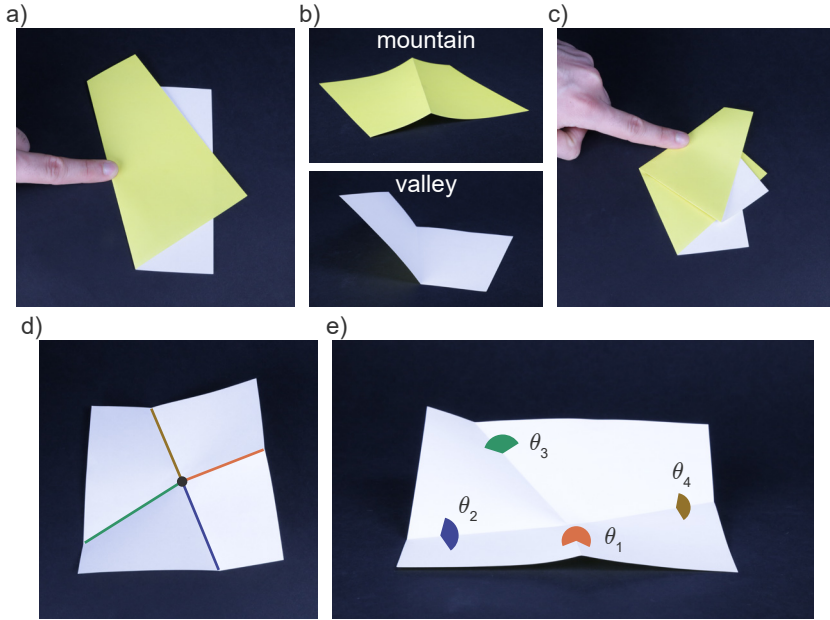 a)
b)
c)
mountain
valley
d)
e)
θ₃
θ₄
θ₂
θ₁